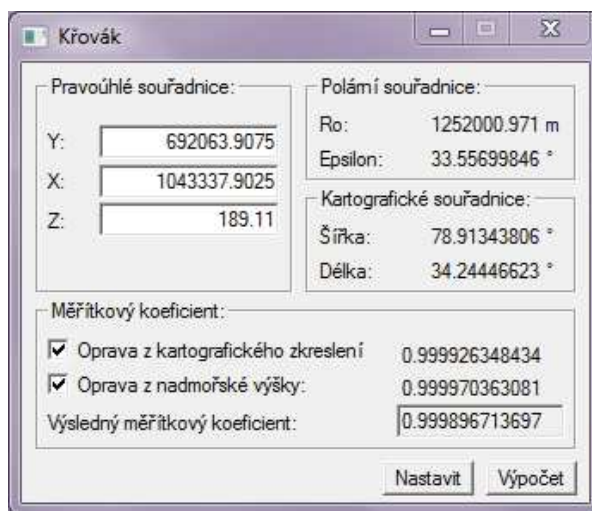 Křovák
Pravoúhlé souřadnice:
Y: 692063.9075
X: 1043337.9025
Z: 189.11
Polární souřadnice:
Ro: 1252000.971 m
Epsilon: 33.55699846 °
Kartografické souřadnice:
Šířka: 78.91343806 °
Délka: 34.24446623 °
Měřítkový koeficient:
Oprava z kartografického zkreslení 0.999926348434
Oprava z nadmořské výšky: 0.999970363081
Výsledný měřítkový koeficient: 0.999896713697
Nastavit Výpočet